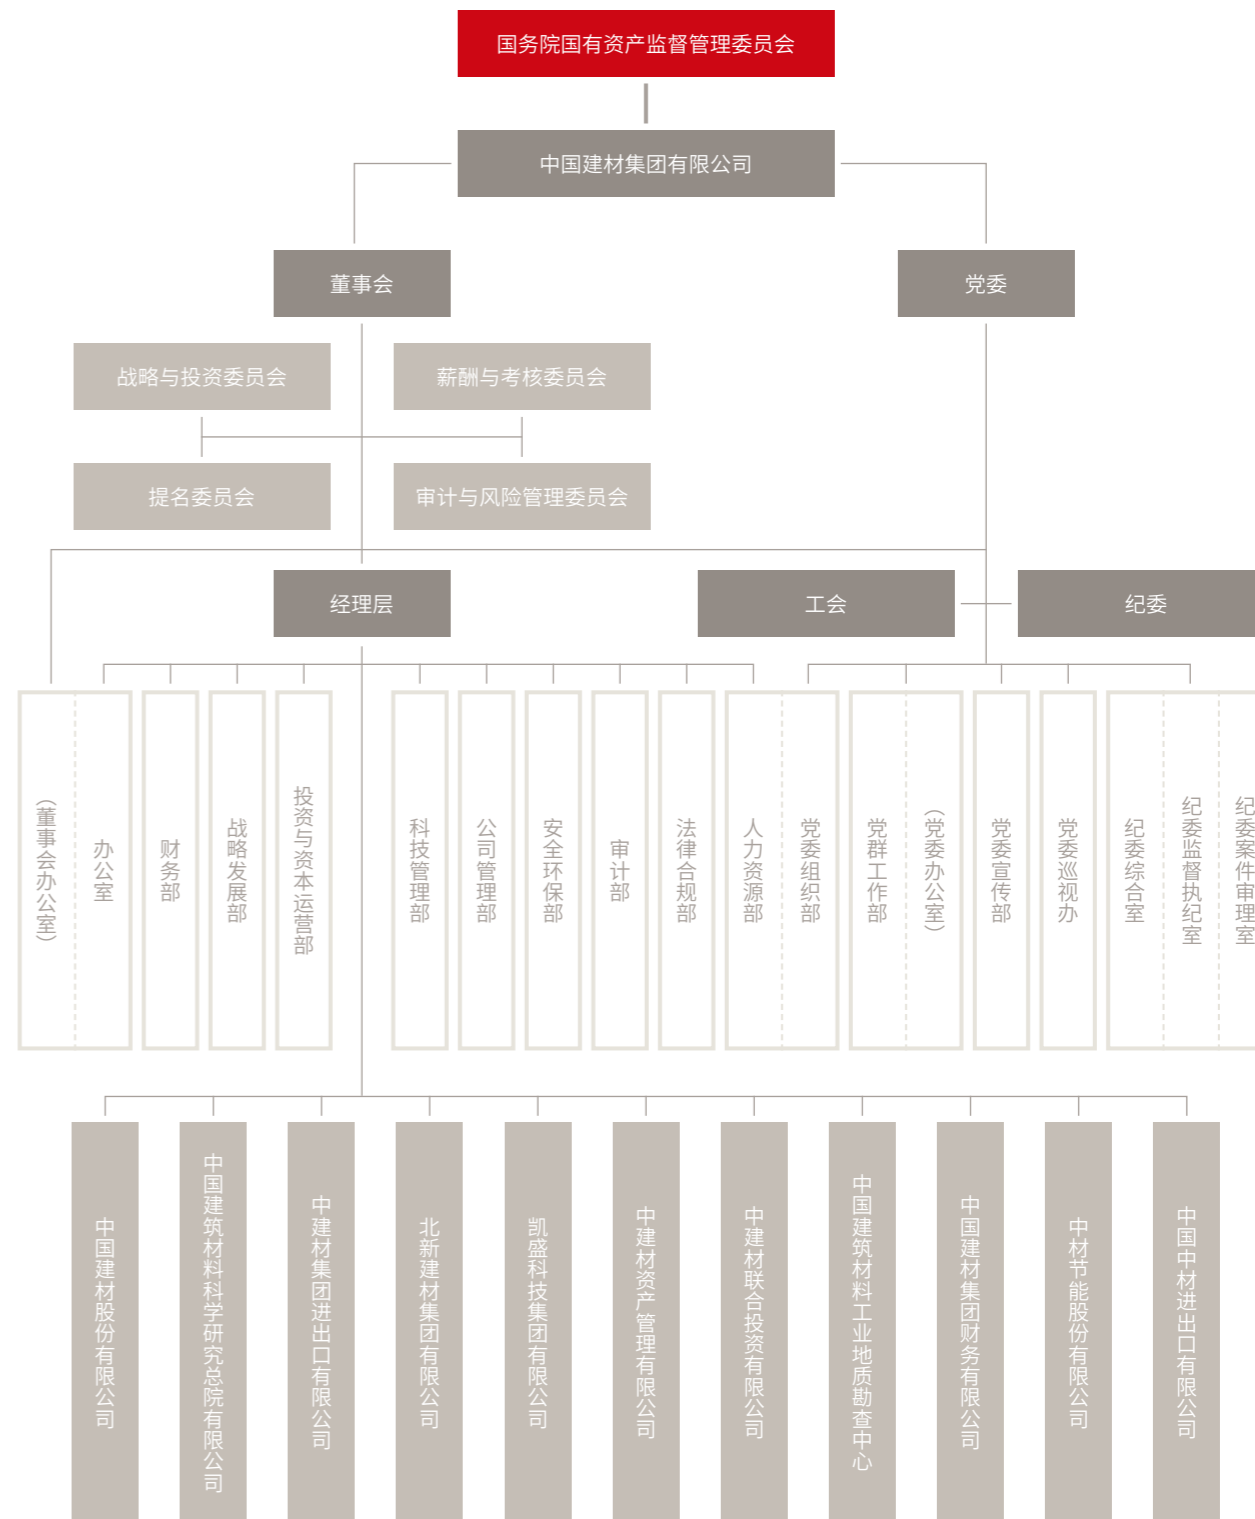 国务院国有资产监督管理委员会
中国建材集团有限公司
董事会
党委
战略与投资委员会
薪酬与考核委员会
提名委员会
审计与风险管理委员会
经理层
工会
纪委
（董事会办公室）
办公室
财务部
战略发展部
投资与资本运营部
科技管理部
公司管理部
安全环保部
审计部
法律合规部
人力资源部
党委组织部
党群工作部
（党委办公室）
党委宣传部
党委巡视办
纪委综合室
纪委监督执纪室
纪委案件审理室
中国建材股份有限公司
中国建筑材料科学研究总院有限公司
中建材集团进出口有限公司
北新建材集团有限公司
凯盛科技集团有限公司
中建材资产管理有限公司
中建材联合投资有限公司
中国建筑材料工业地质勘查中心
中国建材集团财务有限公司
中材节能股份有限公司
中国中材进出口有限公司